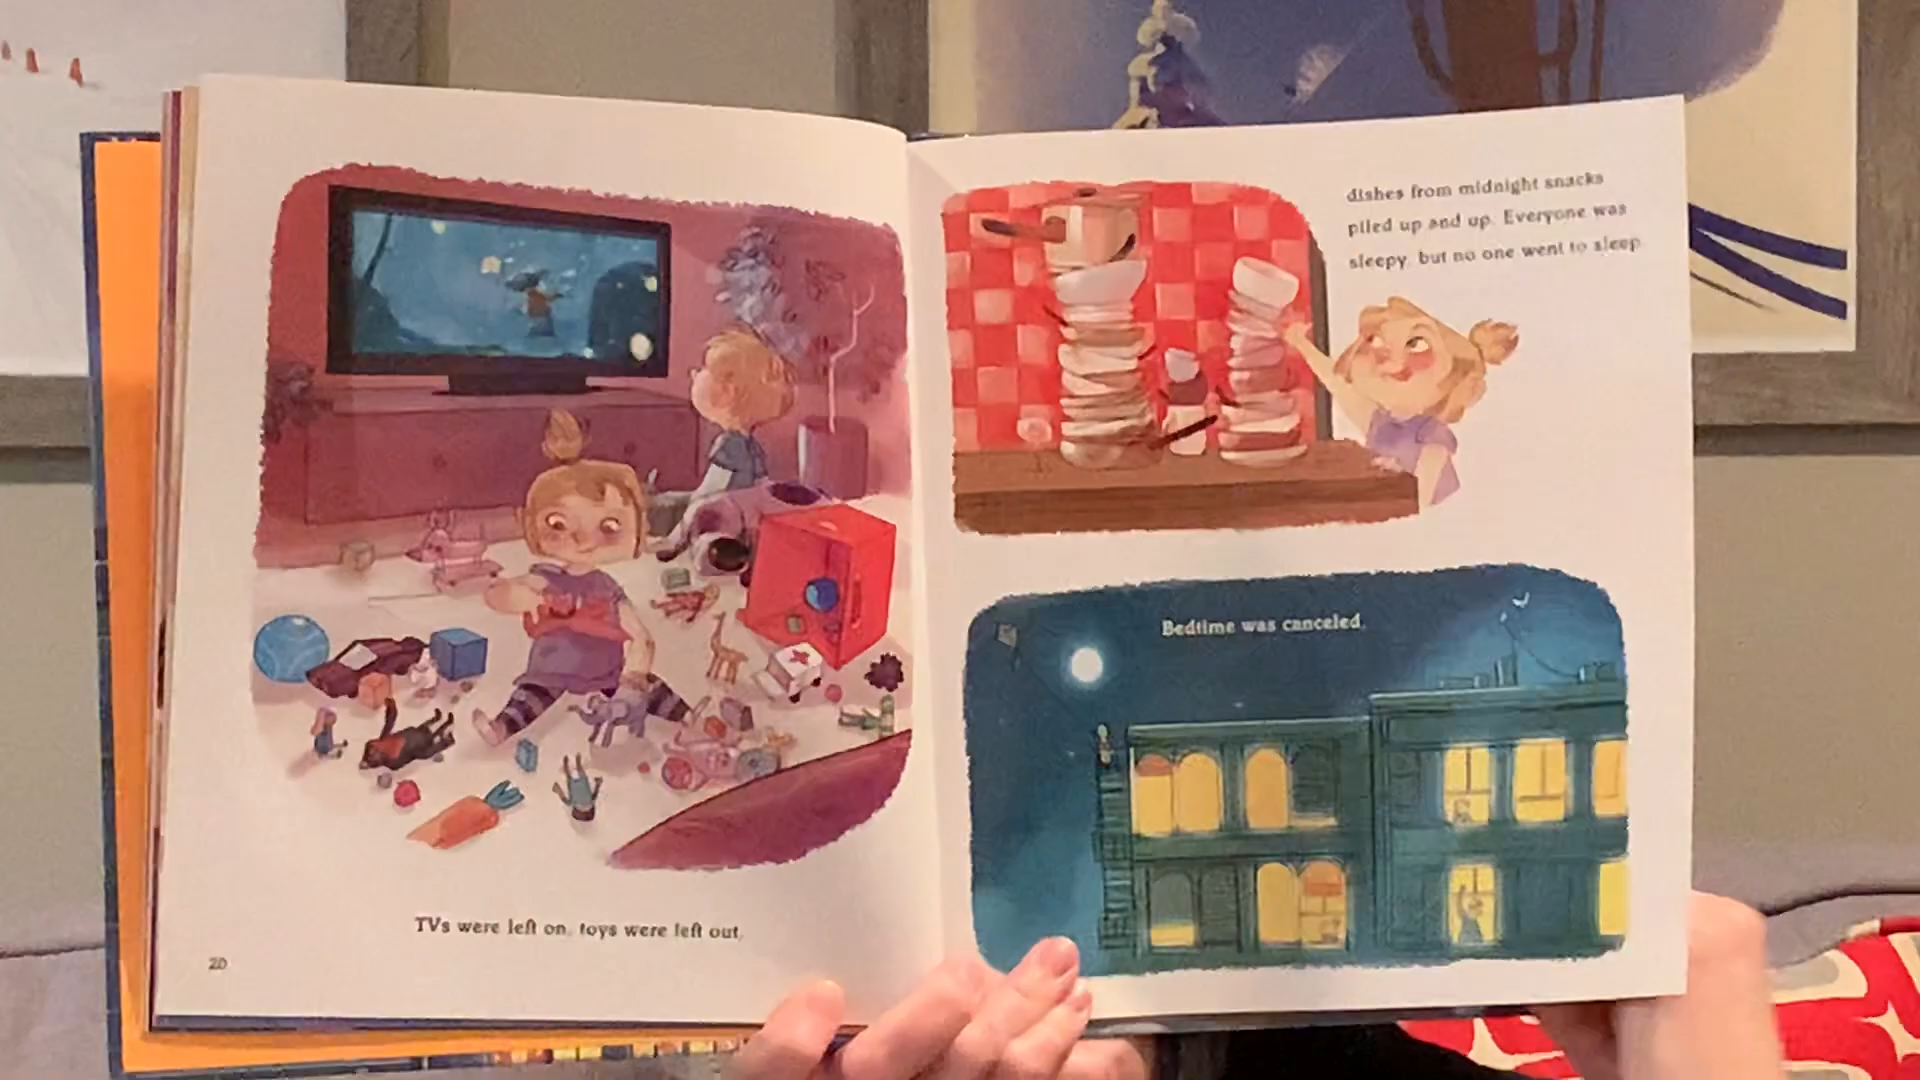 TVs were left on, toys were left out,
20
dishes from midnight snacks
piled up and up. Everyone was
sleepy, but no one went to sleep.
Bedtime was canceled.